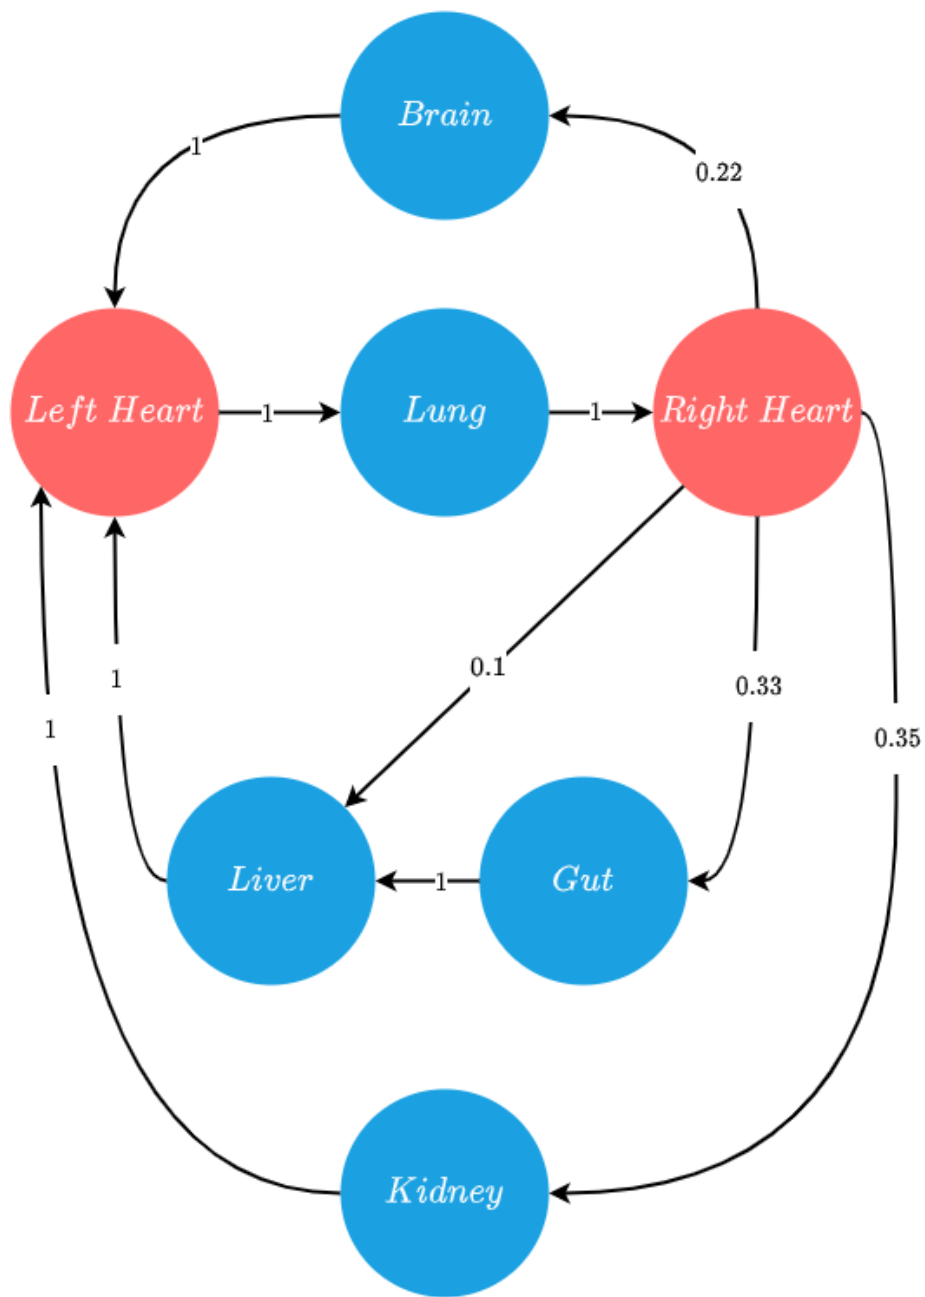 Brain
1
0.22
Left Heart
1
Lung
1
Right Heart
0.1
1
0.33
1
0.35
Liver
1
Gut
Kidney